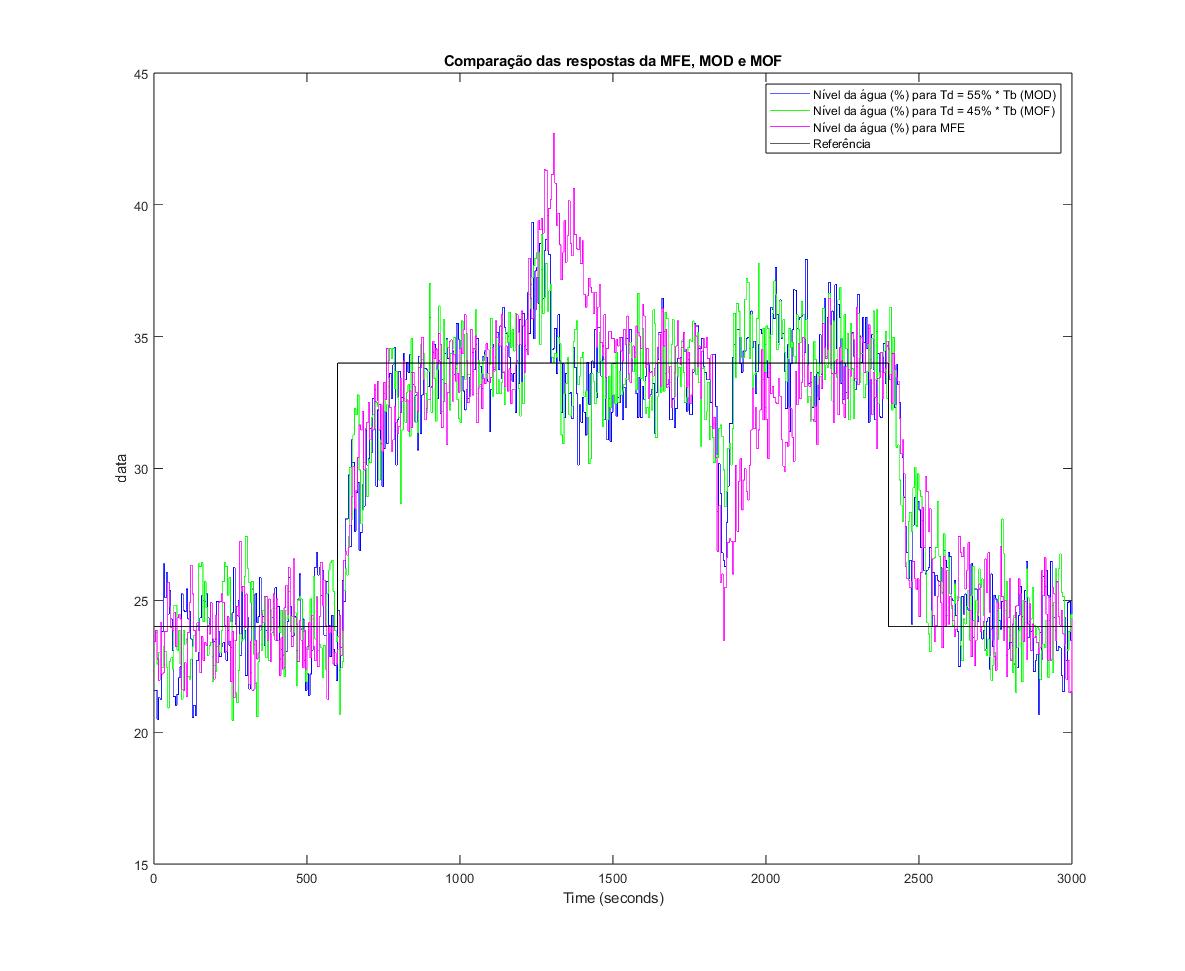 Comparação das respostas da MFE, MOD e MOF
45
Nível da água (%) para Td = 55% * Tb (MOD)
Nível da água (%) para Td = 45% * Tb (MOF)
Nível da água (%) para MFE
Referência
40
35
30
data
25
20
15
0 500 1000 1500 2000 2500 3000
Time (seconds)